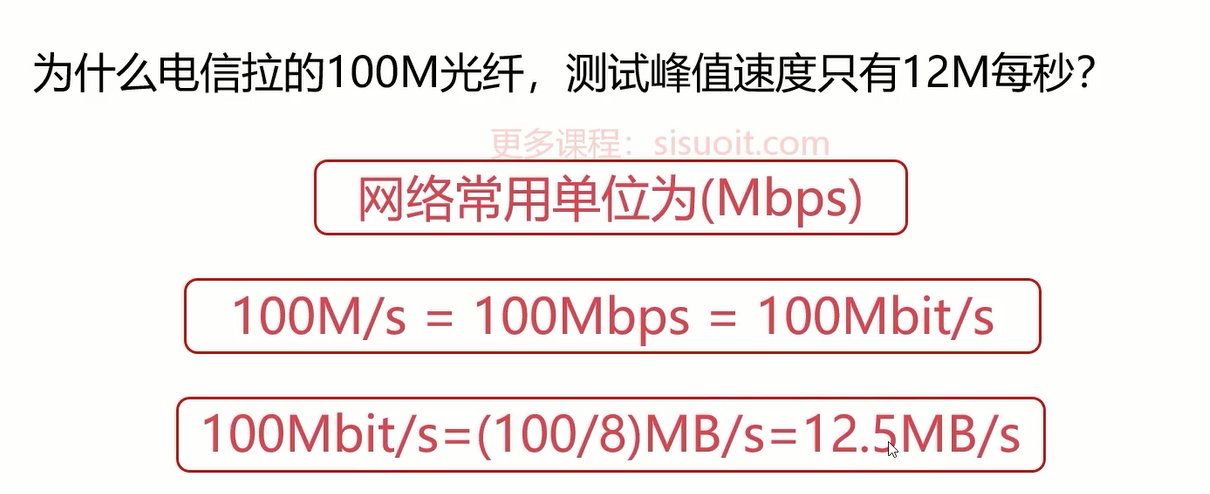 为什么电信拉的100M光纤，测试峰值速度只有12M每秒？
更多课程：sisuoit.com
网络常用单位为(Mbps)
100M/s = 100Mbps = 100Mbit/s
100Mbit/s=(100/8)MB/s=12.5MB/s